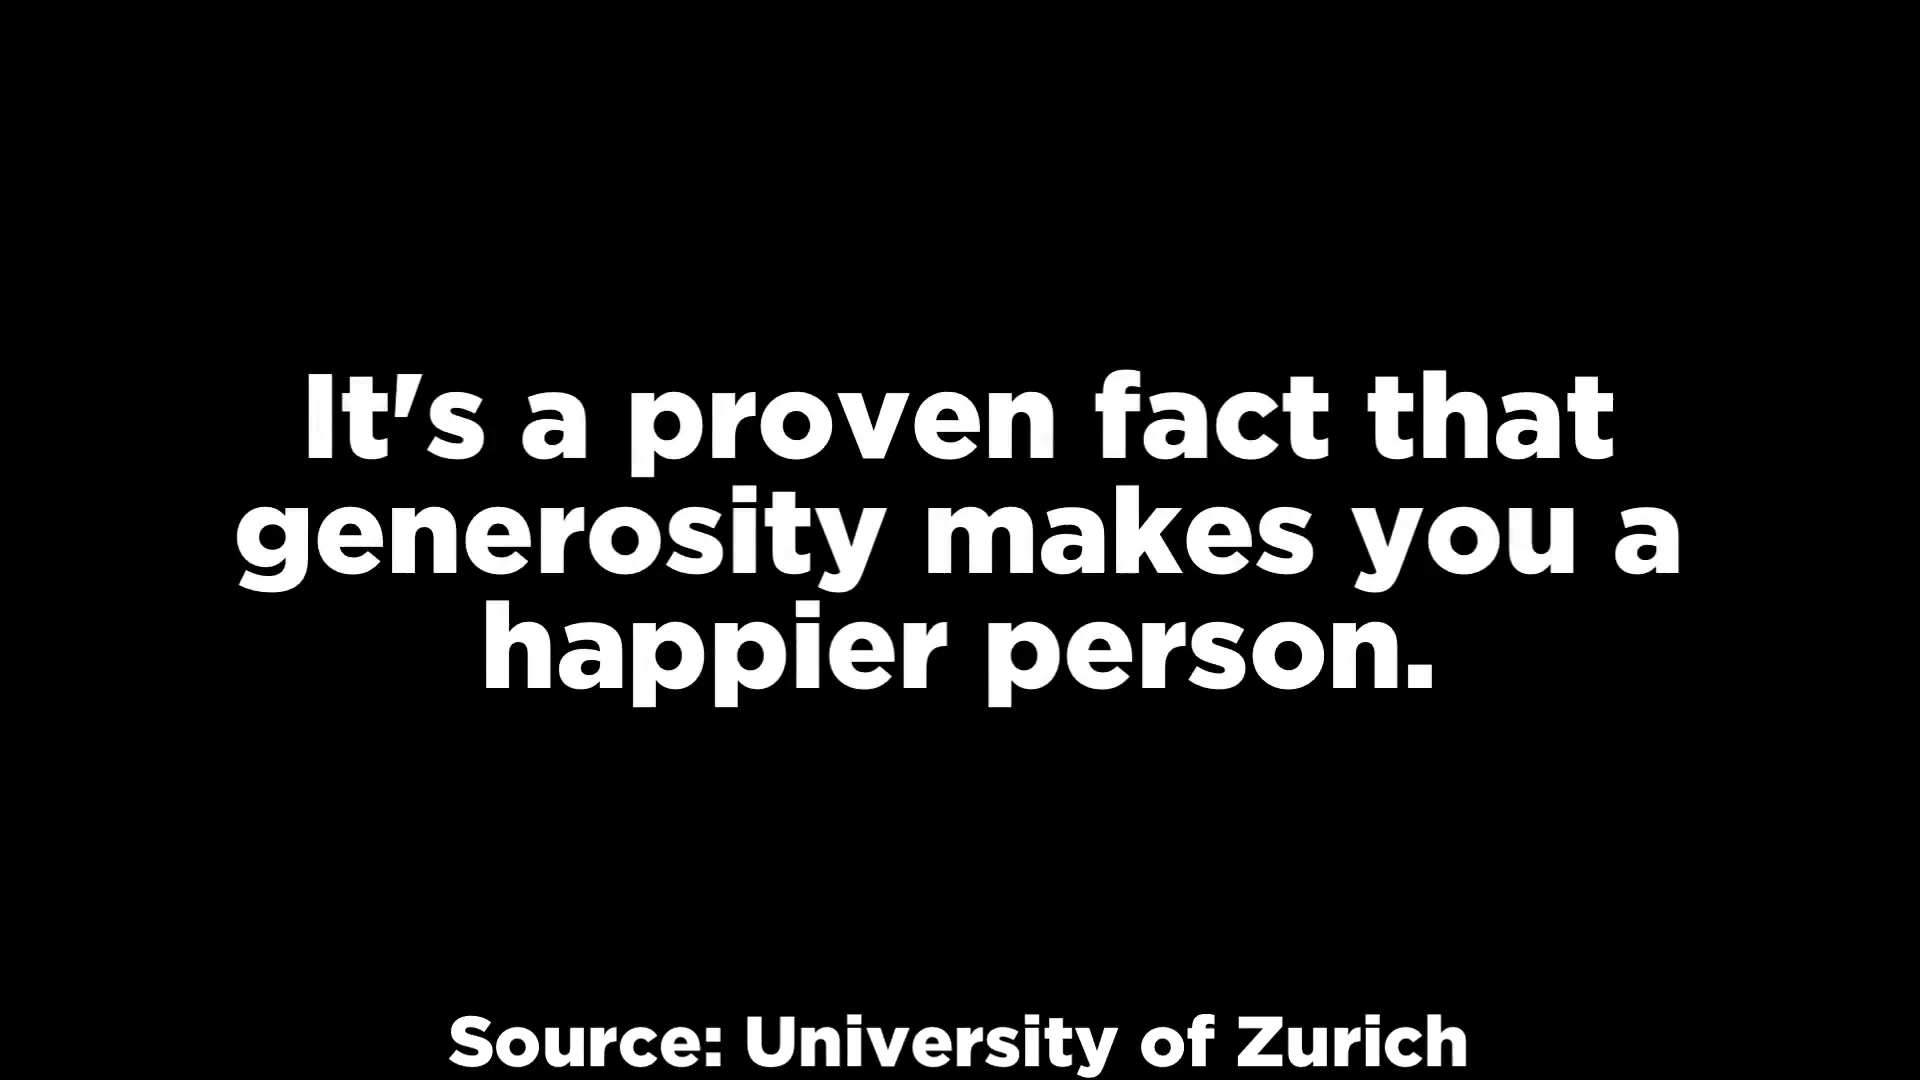 It's a proven fact that
generosity makes you a
happier person.
Source: University of Zurich